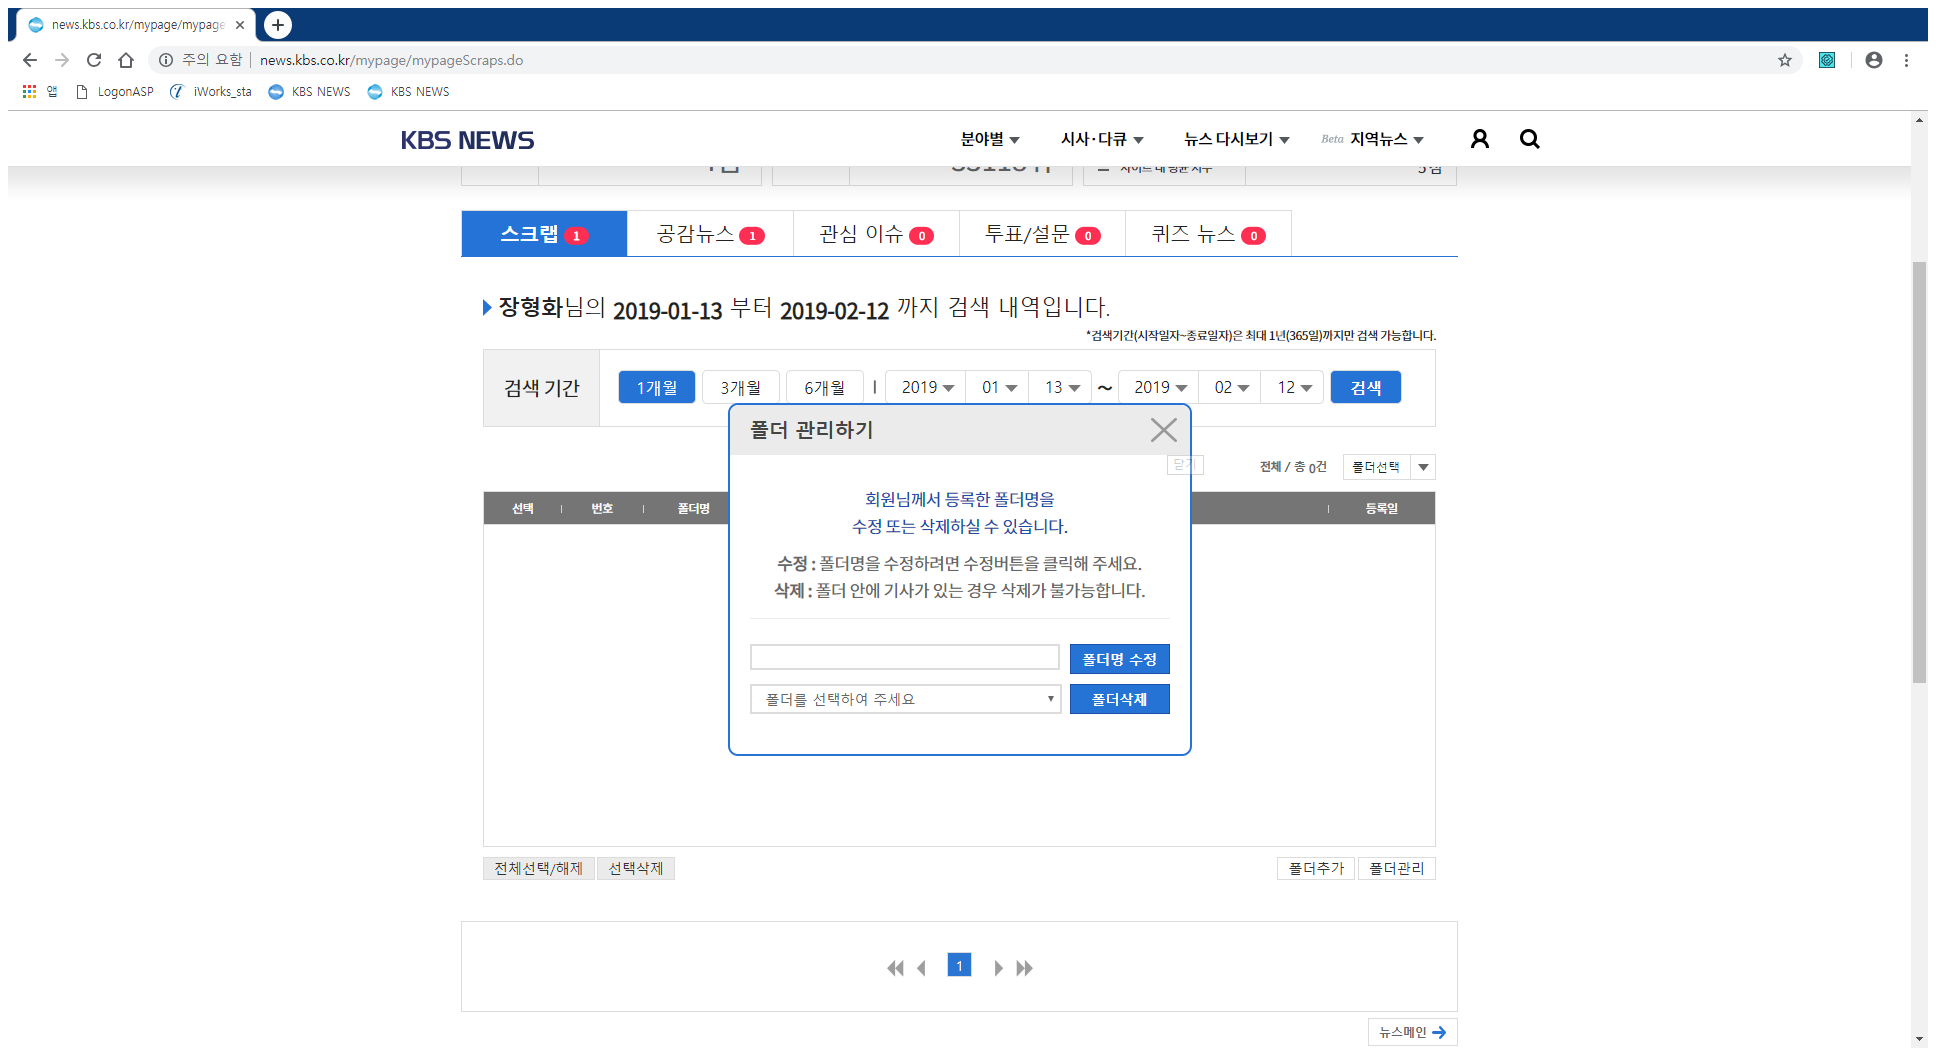 news.kbs.co.kr/mypage/mypage
주의 요함 news.kbs.co.kr/mypage/mypageScraps.do
앱 LogonASP iWorks_sta KBS NEWS KBS NEWS
KBS NEWS 분야별 시사·다큐 뉴스 다시보기 Beta 지역뉴스
스크랩 1 공감뉴스 1 관심 이슈 0 투표/설문 0 퀴즈 뉴스 0
장형화님의 2019-01-13 부터 2019-02-12 까지 검색 내역입니다.
*검색기간(시작일자~종료일자)은 최대 1년(365일)까지만 검색 가능합니다.
검색 기간 1개월 3개월 6개월 2019 01 13 ~ 2019 02 12 검색
폴더 관리하기
닫기
전체 / 총 0건 폴더선택
선택 번호 폴더명 등록일
회원님께서 등록한 폴더명을
수정 또는 삭제하실 수 있습니다.
수정 : 폴더명을 수정하려면 수정버튼을 클릭해 주세요.
삭제 : 폴더 안에 기사가 있는 경우 삭제가 불가능합니다.
폴더명 수정
폴더를 선택하여 주세요 폴더삭제
전체선택/해제 선택삭제 폴더추가 폴더관리
1
뉴스메인